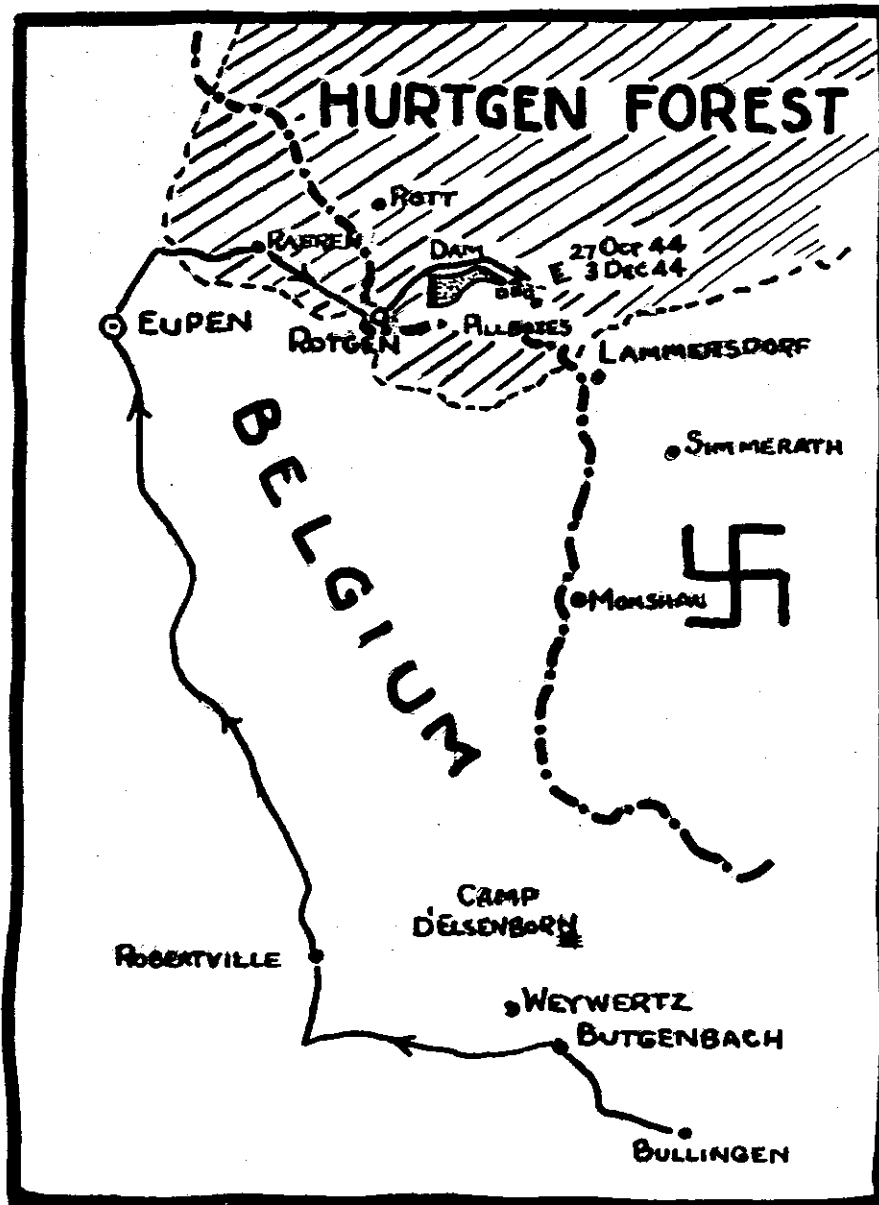 HURTGEN FOREST
ROTT
RAEREN
DAM
27 OCT 44
E 3 DEC 44
EUPEN
ROTGEN
PILLBOXES
LAMMERSDORF
SIMMERATH
BELGIUM
MONSHAW
CAMP
D'ELSENBORN
ROBERTVILLE
WEYWERTZ
BUTGENBACH
BULLINGEN